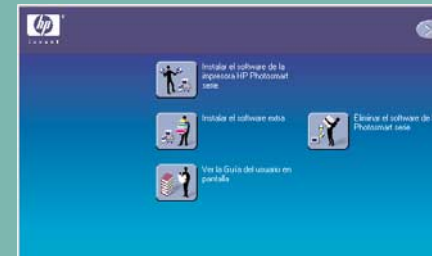 hp
invent
Instalar el software de la
impresora HP Photosmart
serie
Instalar el software extra
Eliminar el software de
Photosmart serie
Ver la Guía del usuario en
pantalla